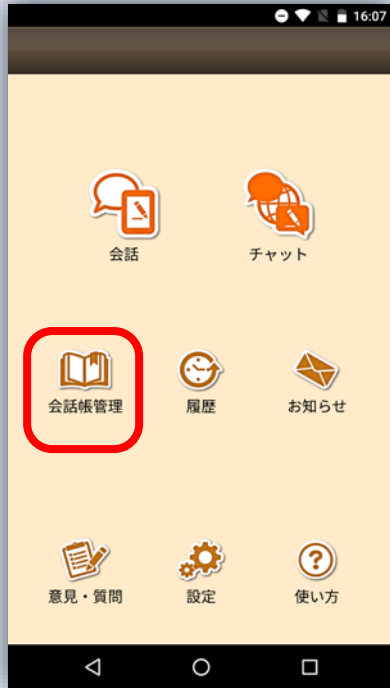 16:07
会話
チャット
会話帳管理
履歴
お知らせ
意見・質問
設定
使い方